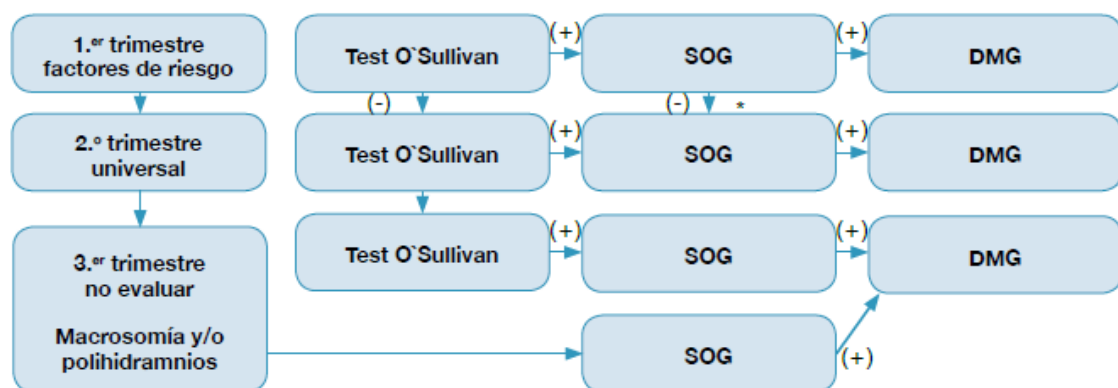 1.er trimestre
factores de riesgo
Test O`Sullivan
(+)
SOG
(+)
DMG
(-)
(-)
*
2.o trimestre
universal
Test O`Sullivan
(+)
SOG
(+)
DMG
3.er trimestre
no evaluar
Macrosomía y/o
polihidramnios
Test O`Sullivan
(+)
SOG
(+)
DMG
SOG
(+)